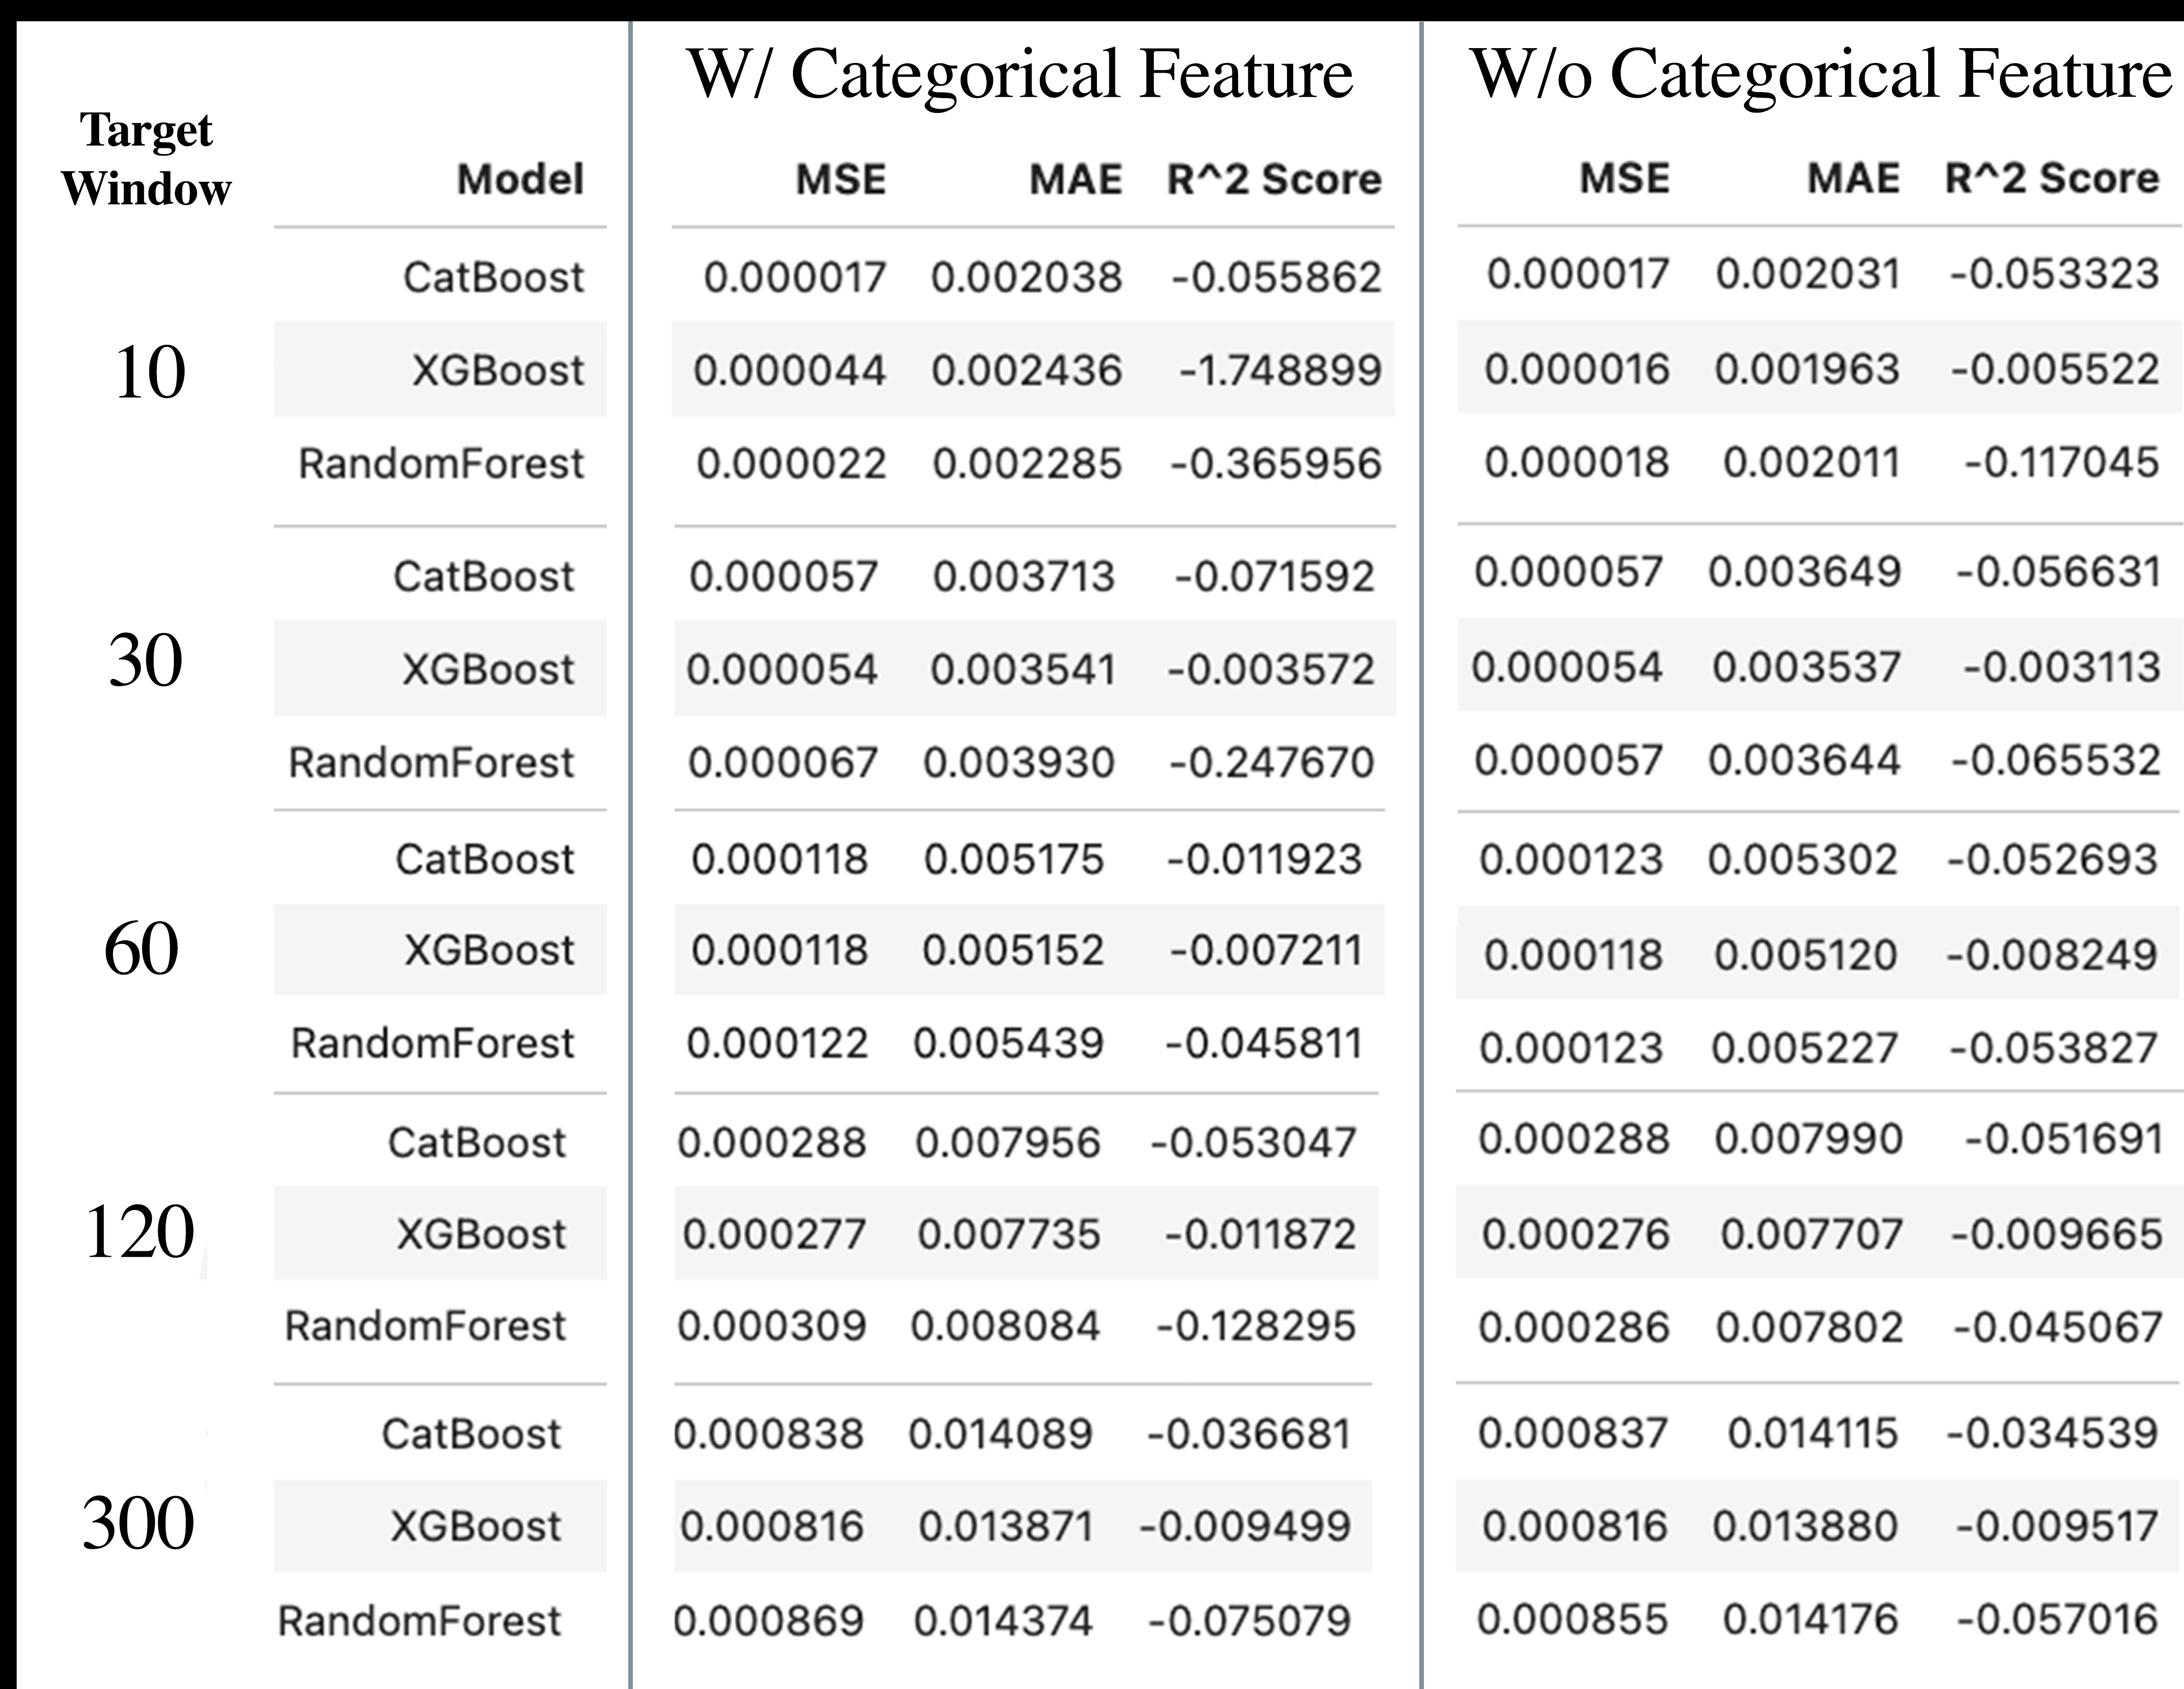 W/ Categorical Feature W/o Categorical Feature
Target
Window Model MSE MAE R^2 Score MSE MAE R^2 Score
CatBoost 0.000017 0.002038 -0.055862 0.000017 0.002031 -0.053323
10 XGBoost 0.000044 0.002436 -1.748899 0.000016 0.001963 -0.005522
RandomForest 0.000022 0.002285 -0.365956 0.000018 0.002011 -0.117045
CatBoost 0.000057 0.003713 -0.071592 0.000057 0.003649 -0.056631
30 XGBoost 0.000054 0.003541 -0.003572 0.000054 0.003537 -0.003113
RandomForest 0.000067 0.003930 -0.247670 0.000057 0.003644 -0.065532
CatBoost 0.000118 0.005175 -0.011923 0.000123 0.005302 -0.052693
60 XGBoost 0.000118 0.005152 -0.007211 0.000118 0.005120 -0.008249
RandomForest 0.000122 0.005439 -0.045811 0.000123 0.005227 -0.053827
CatBoost 0.000288 0.007956 -0.053047 0.000288 0.007990 -0.051691
120 XGBoost 0.000277 0.007735 -0.011872 0.000276 0.007707 -0.009665
RandomForest 0.000309 0.008084 -0.128295 0.000286 0.007802 -0.045067
CatBoost 0.000838 0.014089 -0.036681 0.000837 0.014115 -0.034539
300 XGBoost 0.000816 0.013871 -0.009499 0.000816 0.013880 -0.009517
RandomForest 0.000869 0.014374 -0.075079 0.000855 0.014176 -0.057016